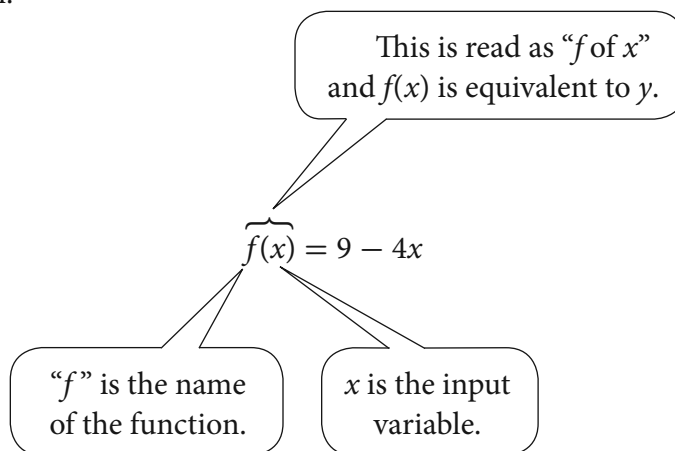 This is read as “f of x”
and f(x) is equivalent to y.
f(x) = 9 − 4x
“f” is the name
of the function.
x is the input
variable.